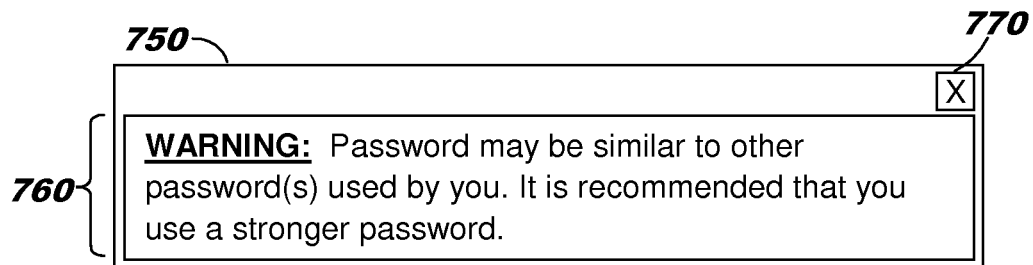 750
770
X
WARNING: Password may be similar to other
760 password(s) used by you. It is recommended that you
use a stronger password.